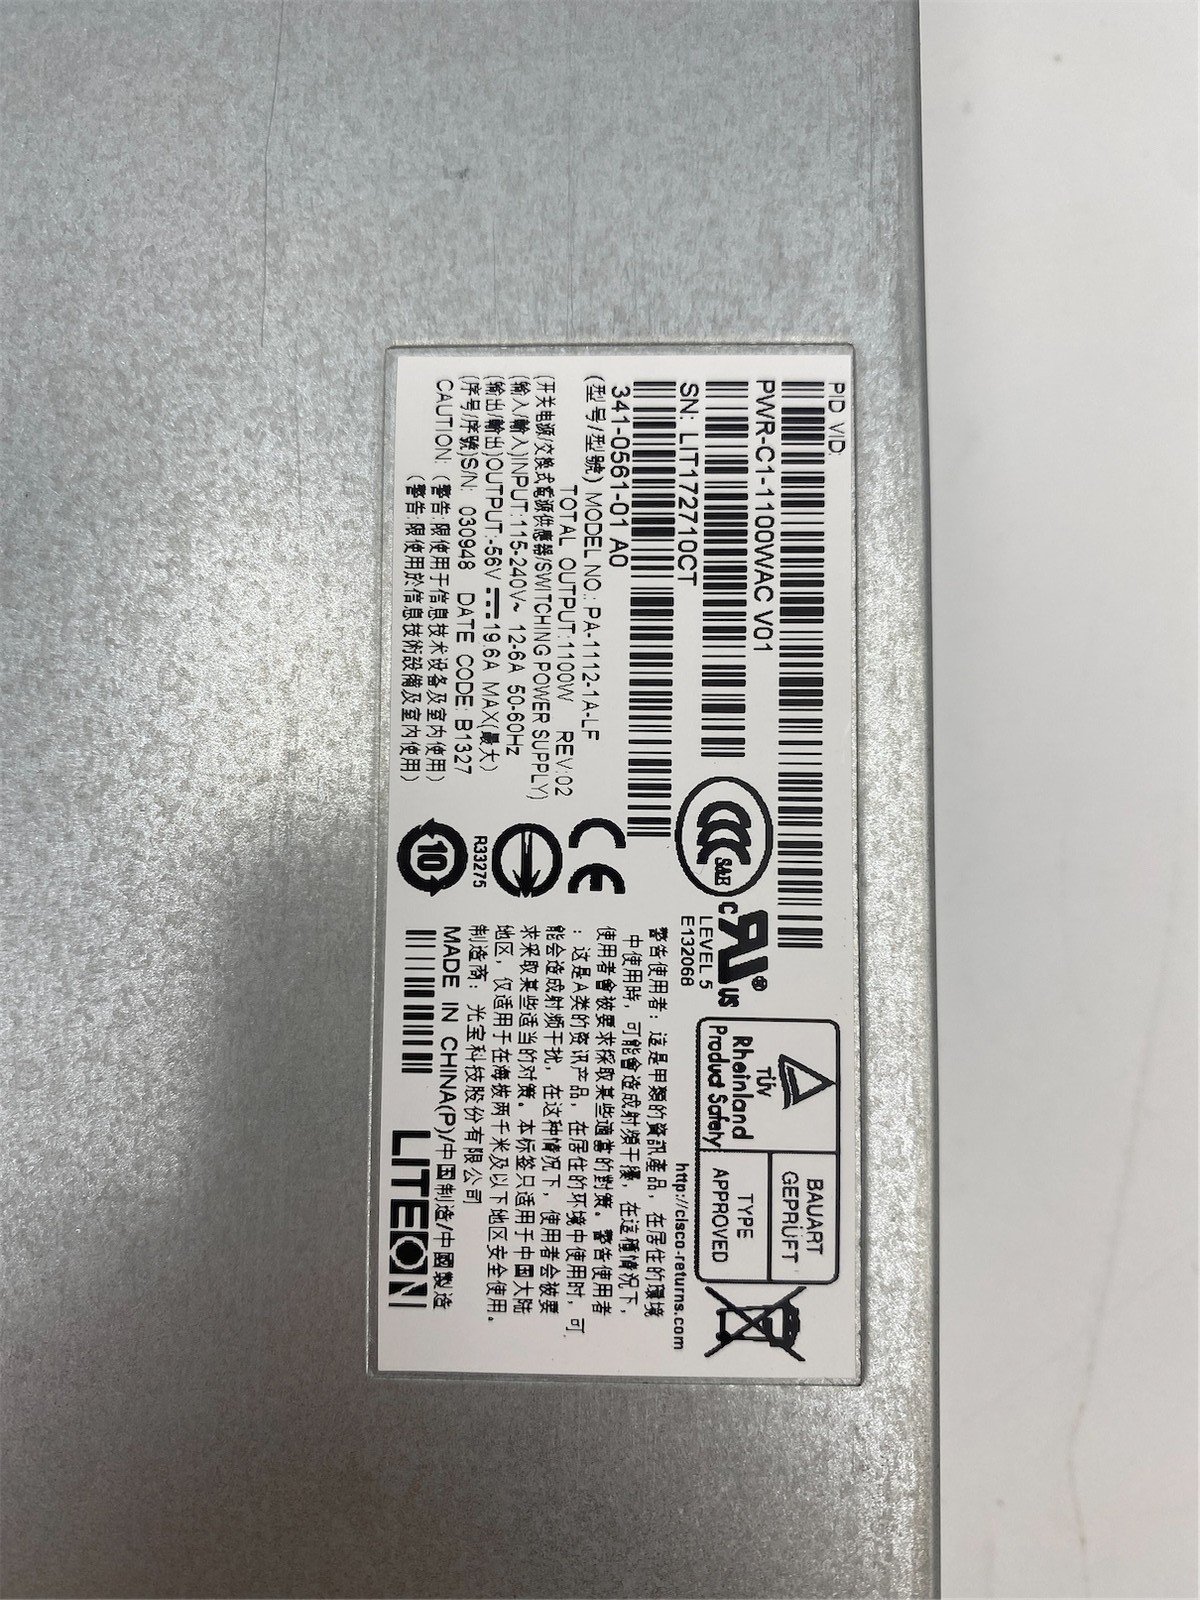 PID VID:
PWR-C1-1100WAC V01
SN: LIT172710CT
341-0561-01 A0
(型号/型號) MODEL NO.: PA-1112-1A-LF
TOTAL OUTPUT:1100W REV:02
(开关电源/交換式電源供應器/SWITCHING POWER SUPPLY)
(输入/輸入)INPUT:115-240V~ 12-6A 50-60Hz
(输出/輸出)OUTPUT:-56V 19.6A MAX(最大)
(序号/序號)S/N: 030948 DATE CODE: B1327
CAUTION: (警告:限使用于信息技术设备及室内使用)
(警告:限使用於信息技術設備及室內使用)
S&E
CE
R33275
10
c UL ® US
LEVEL 5
E132068
TÜV
Rheinland
Product Safety
BAUART
GEPRÜFT
TYPE
APPROVED
http://cisco-returns.com
警告使用者：這是甲類的資訊產品，在居住的環境
中使用時，可能會造成射頻干擾，在這種情況下，
使用者會被要求採取某些適當的對策。警告使用者
：这是A类的资讯产品，在居住的环境中使用时，可
能会造成射频干扰，在这种情况下，使用者会被要
求采取某些适当的对策。本标签只适用于中国大陆
地区，仅适用于在海拔两千米及以下地区安全使用。
制造商：光宝科技股份有限公司
MADE IN CHINA(P)/中国制造/中國製造
LITEON